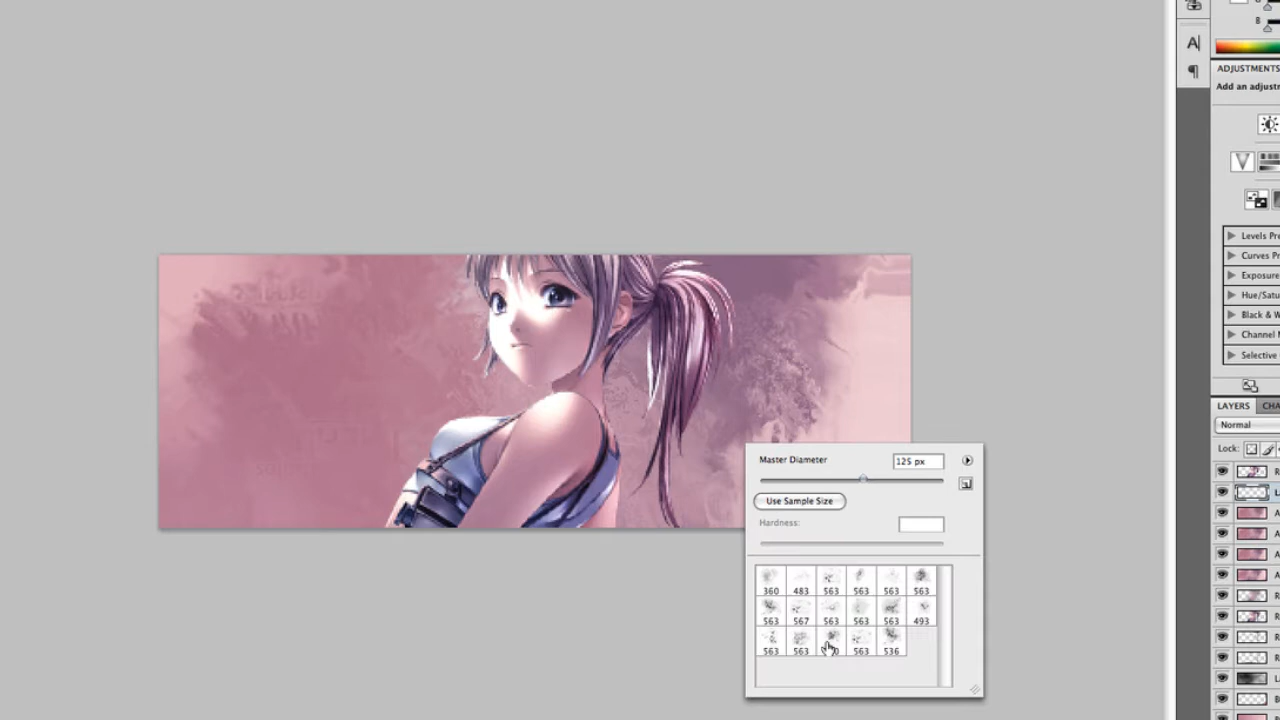 B
A
¶
ADJUSTMENTS
Add an adjustm
Levels Pre
Curves Pr
Exposure
Hue/Satu
Black & W
Channel M
Selective
LAYERS CHA
Normal
Lock:
Master Diameter 125 px
Use Sample Size
Hardness:
360 483 563 563 563 563
563 567 563 563 563 493
563 563 563 536